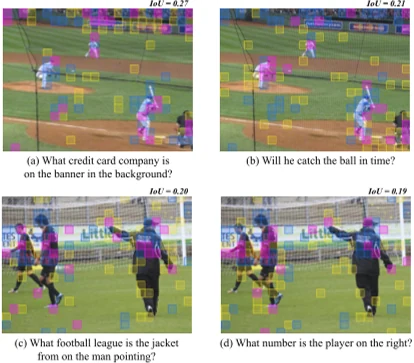 IoU = 0.27
IoU = 0.21
(a) What credit card company is
on the banner in the background?
(b) Will he catch the ball in time?
IoU = 0.20
IoU = 0.19
Little
Little
(c) What football league is the jacket
from on the man pointing?
(d) What number is the player on the right?